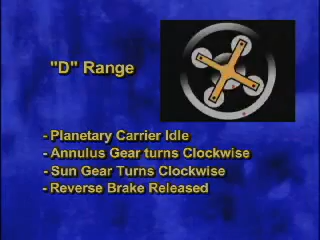 "D" Range
- Planetary Carrier Idle
- Annulus Gear turns Clockwise
- Sun Gear Turns Clockwise
- Reverse Brake Released